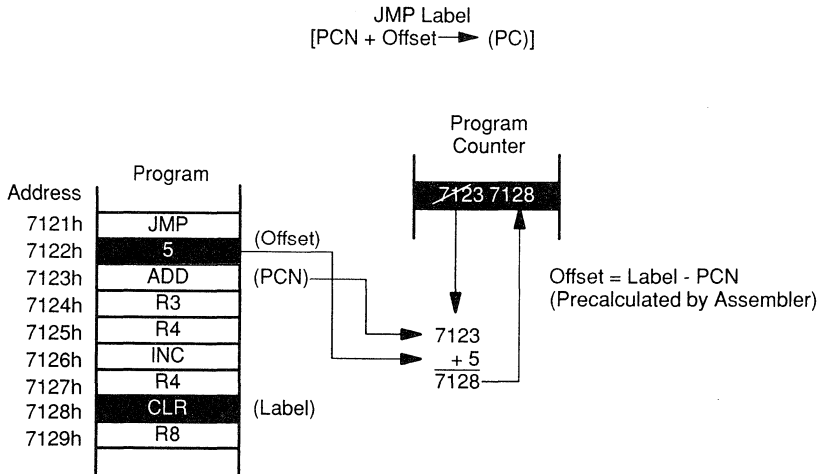 JMP Label
[PCN + Offset → (PC)]
Program
Counter
7123 7128
Program
Address
7121h JMP
7122h 5 (Offset)
7123h ADD (PCN)
7124h R3
7125h R4
7126h INC
7127h R4
7128h CLR (Label)
7129h R8
7123
+ 5
7128
Offset = Label - PCN
(Precalculated by Assembler)